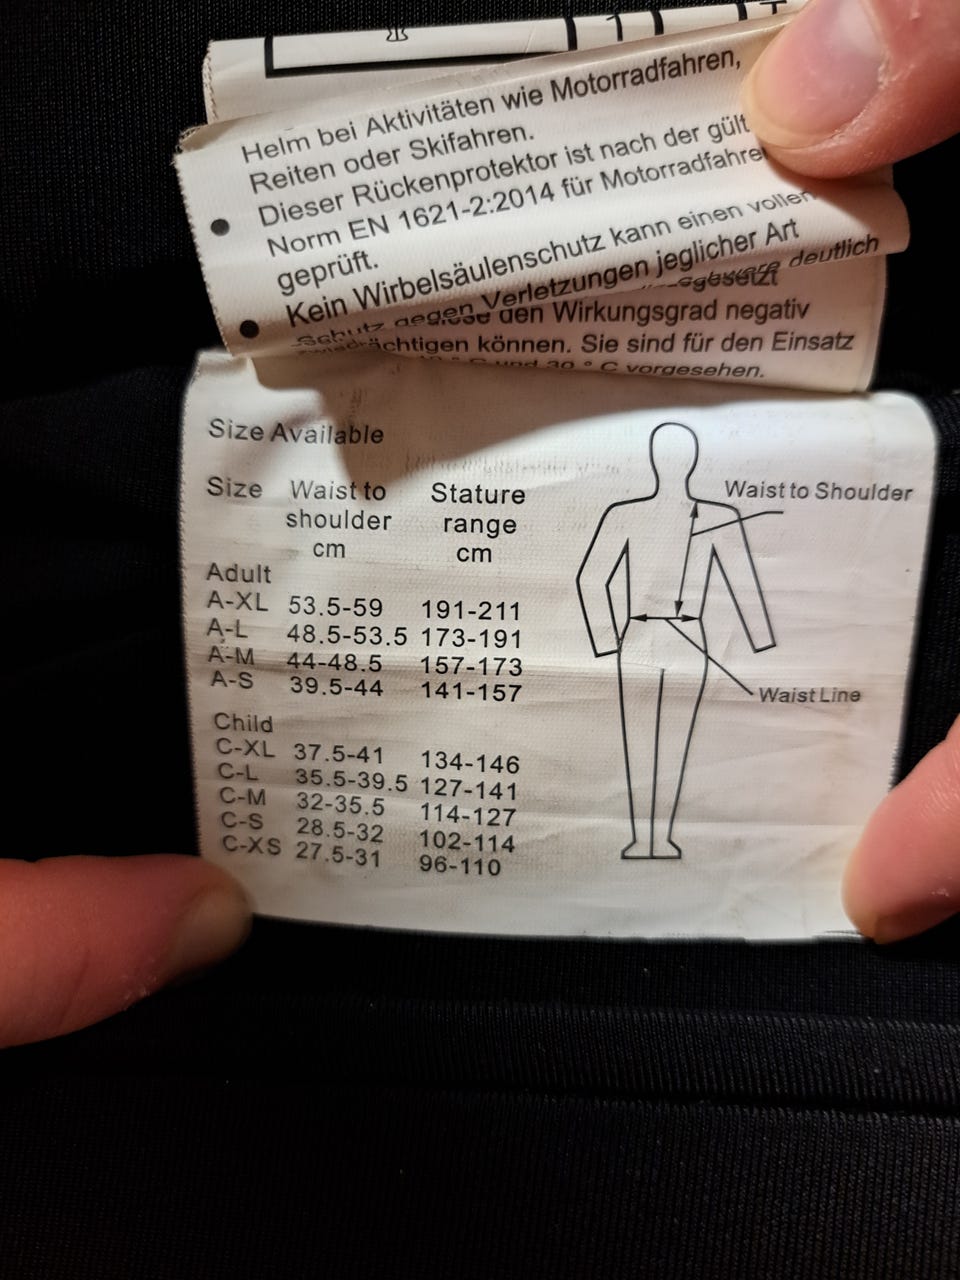 Helm bei Aktivitäten wie Motorradfahren,
Reiten oder Skifahren.
● Dieser Rückenprotektor ist nach der gült
Norm EN 1621-2:2014 für Motorradfahre
geprüft.
● Kein Wirbelsäulenschutz kann einen vollen
Schutz gegen Verletzungen jeglicher Art
deutlich
den Wirkungsgrad negativ
können. Sie sind für den Einsatz
° C und 30 ° C vorgesehen.
Size Available
Size Waist to shoulder cm Stature range cm
Adult
A-XL 53.5-59 191-211
A-L 48.5-53.5 173-191
A-M 44-48.5 157-173
A-S 39.5-44 141-157
Child
C-XL 37.5-41 134-146
C-L 35.5-39.5 127-141
C-M 32-35.5 114-127
C-S 28.5-32 102-114
C-XS 27.5-31 96-110
Waist to Shoulder
Waist Line